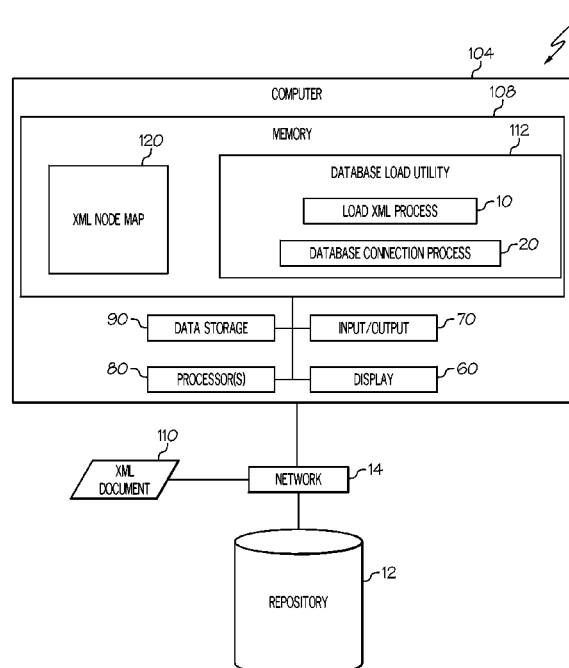 104
COMPUTER
108
MEMORY
120
XML NODE MAP
112
DATABASE LOAD UTILITY
LOAD XML PROCESS
10
DATABASE CONNECTION PROCESS
20
90
DATA STORAGE
INPUT/OUTPUT
70
80
PROCESSOR(S)
DISPLAY
60
110
XML
DOCUMENT
NETWORK
14
REPOSITORY
12